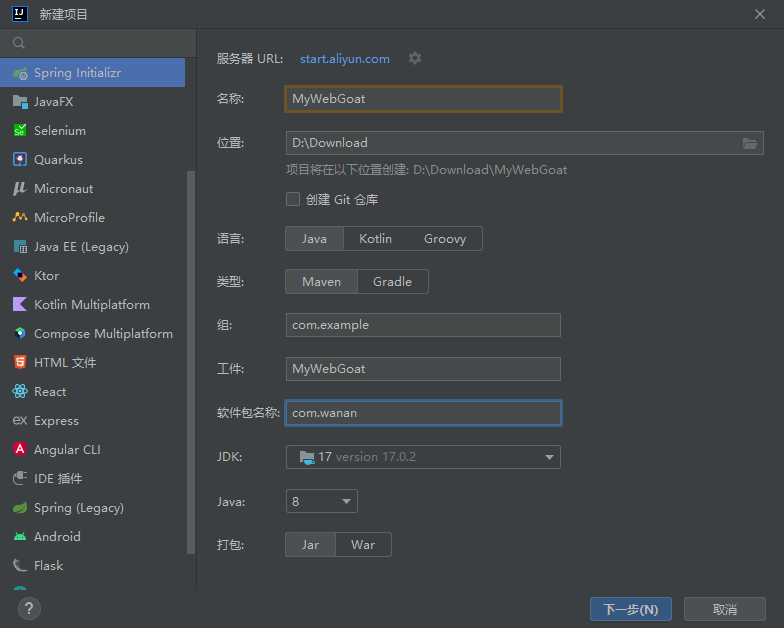 新建项目
Spring Initializr
JavaFX
Selenium
Quarkus
Micronaut
MicroProfile
Java EE (Legacy)
Ktor
Kotlin Multiplatform
Compose Multiplatform
HTML 文件
React
Express
Angular CLI
IDE 插件
Spring (Legacy)
Android
Flask
服务器 URL: start.aliyun.com
名称: MyWebGoat
位置: D:\Download
项目将在以下位置创建: D:\Download\MyWebGoat
创建 Git 仓库
语言: Java Kotlin Groovy
类型: Maven Gradle
组: com.example
工件: MyWebGoat
软件包名称: com.wanan
JDK: 17 version 17.0.2
Java: 8
打包: Jar War
? 下一步(N) 取消